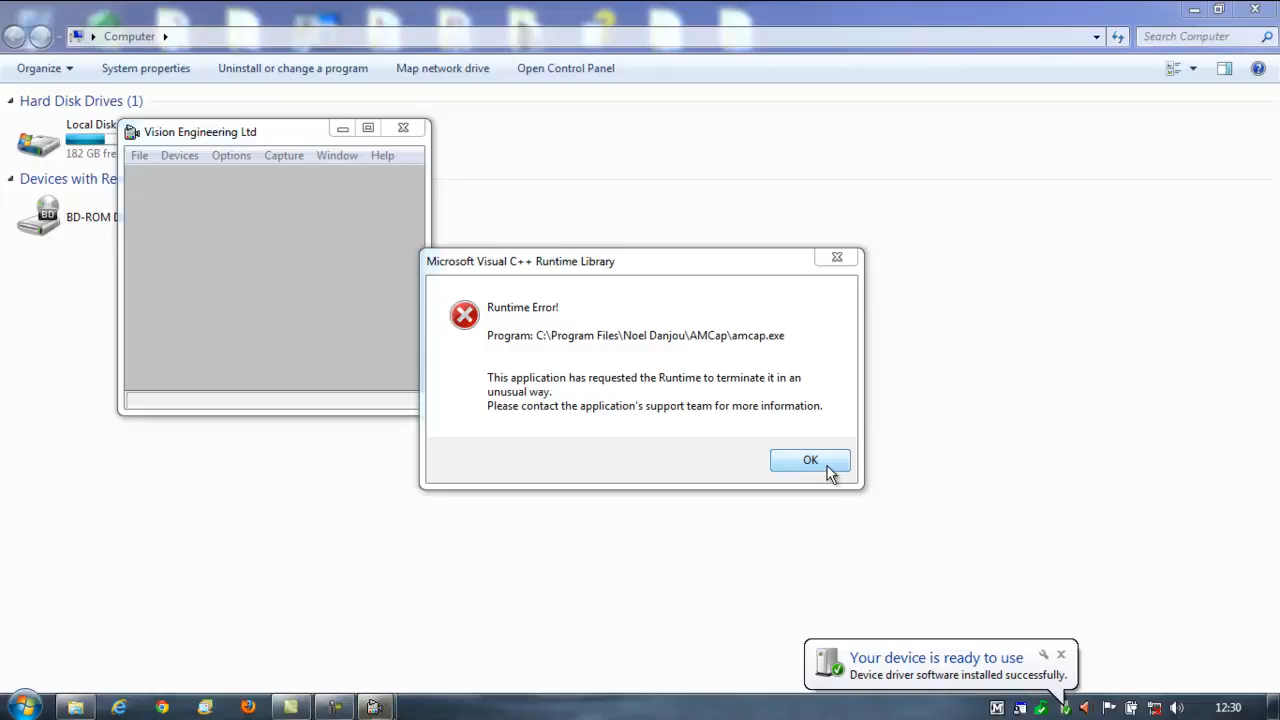 Computer
Search Computer
Organize
System properties
Uninstall or change a program
Map network drive
Open Control Panel
Hard Disk Drives (1)
Local Disk
182 GB fre
Devices with Re
BD
BD-ROM D
Vision Engineering Ltd
File Devices Options Capture Window Help
Microsoft Visual C++ Runtime Library
Runtime Error!
Program: C:\Program Files\Noel Danjou\AMCap\amcap.exe
This application has requested the Runtime to terminate it in an
unusual way.
Please contact the application's support team for more information.
OK
Your device is ready to use
Device driver software installed successfully.
M
12:30